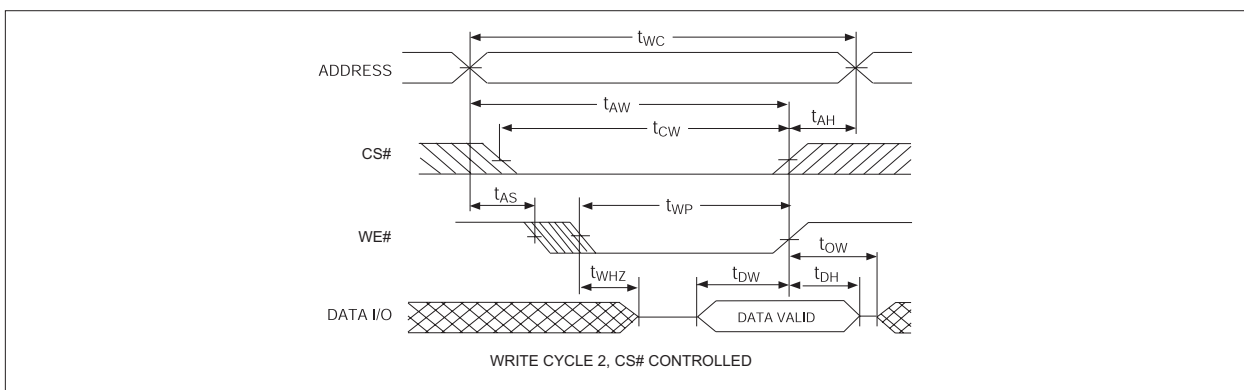 tWC
ADDRESS
tAW
tCW
tAH
CS#
tAS
tWP
WE#
tOW
tWHZ
tDW
tDH
DATA I/O
DATA VALID
WRITE CYCLE 2, CS# CONTROLLED